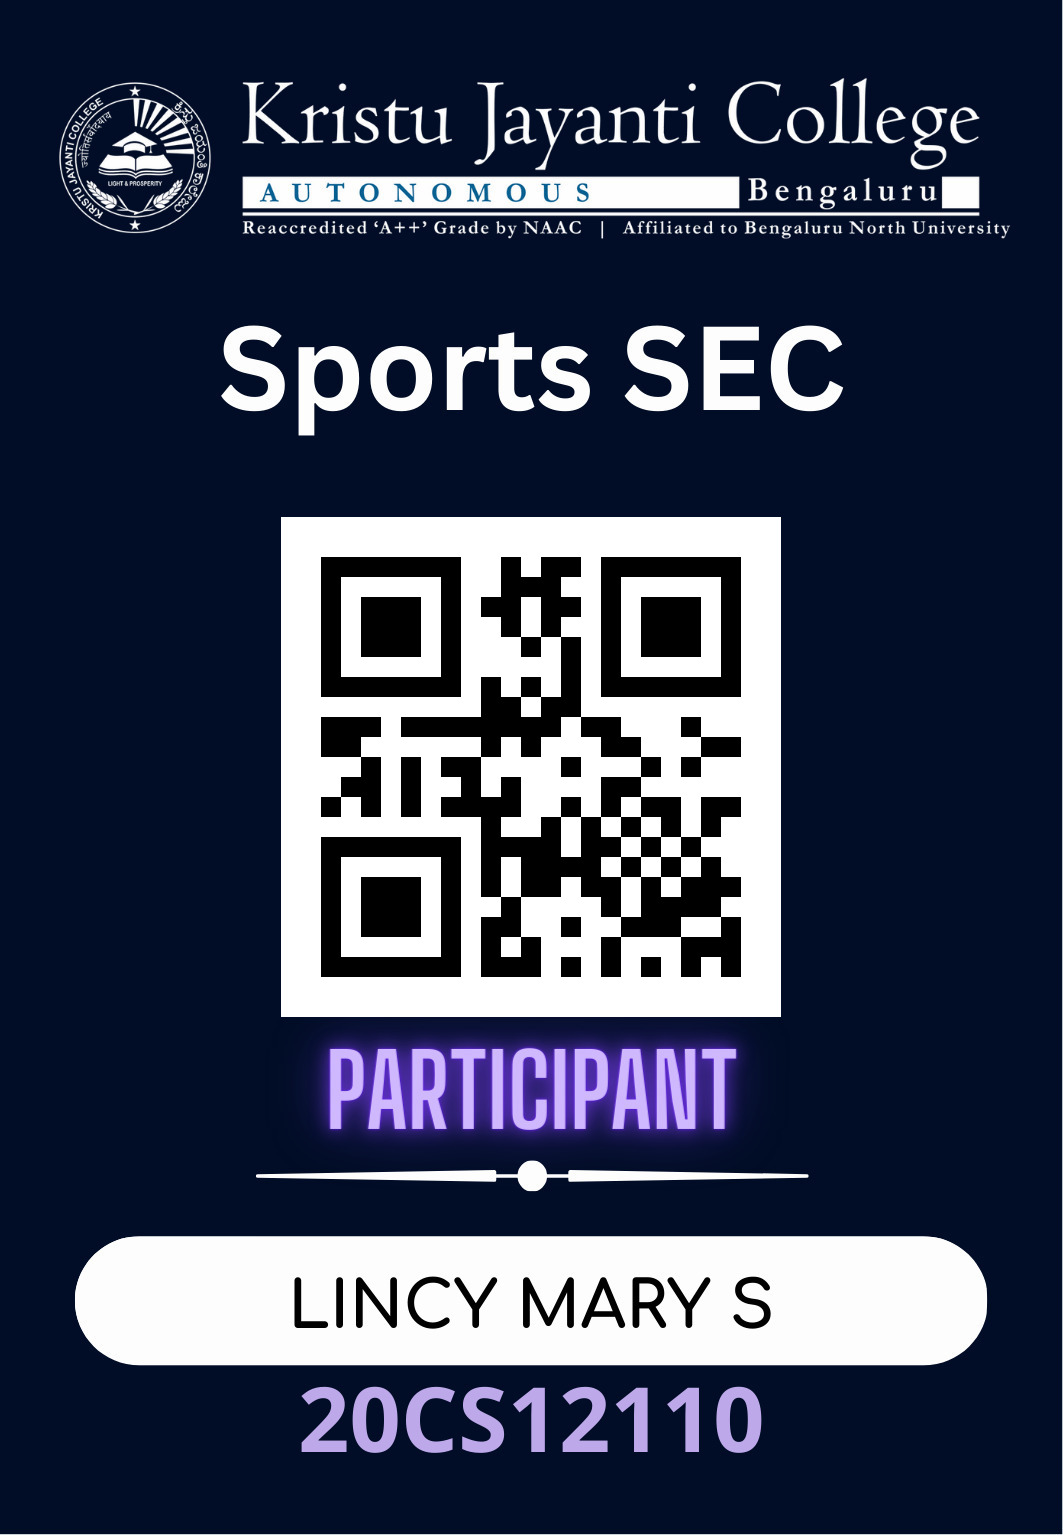 Kristu Jayanti College
AUTONOMOUS Bengaluru
Reaccredited ‘A++’ Grade by NAAC | Affiliated to Bengaluru North University
KRISTU JAYANTI COLLEGE
LIGHT & PROSPERITY
Sports SEC
PARTICIPANT
LINCY MARY S
20CS12110